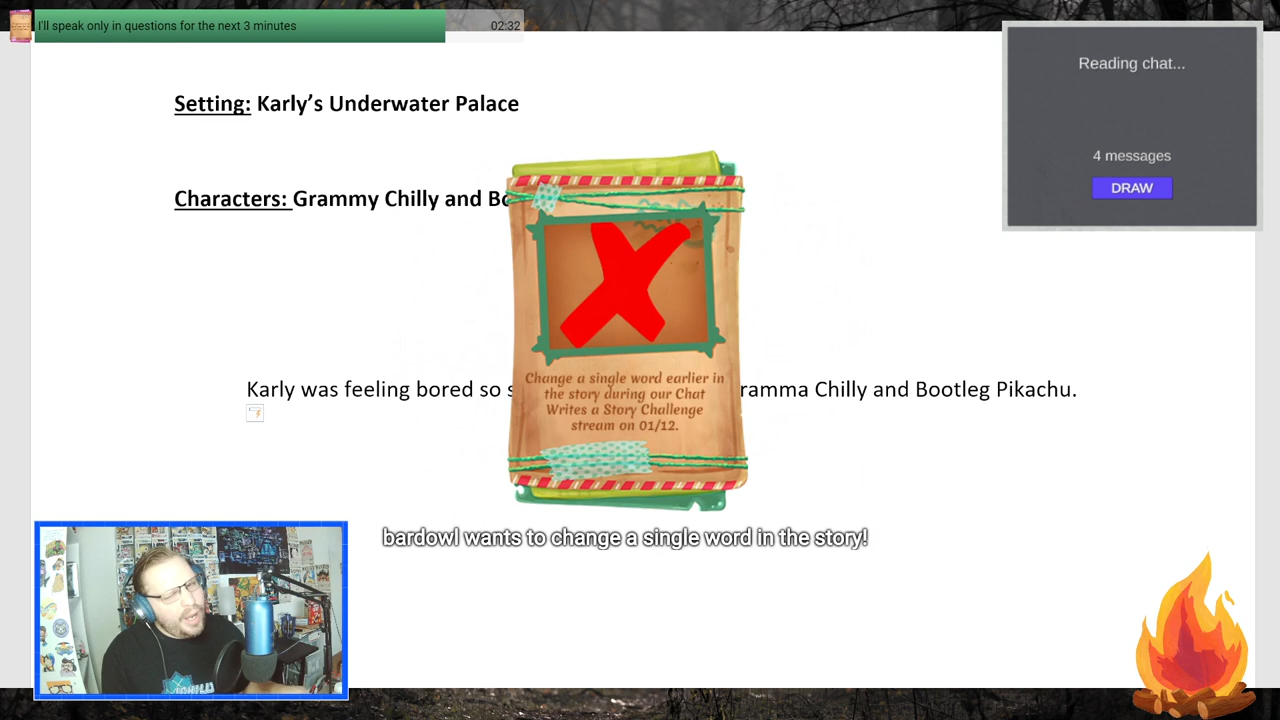 I'll speak only in questions for the next 3 minutes
02:32
Reading chat...
4 messages
DRAW
Setting: Karly's Underwater Palace
Characters: Grammy Chilly and
Change a single word earlier in
the story during our Chat
Writes a Story Challenge
stream on 01/12.
Karly was feeling bored so ramma Chilly and Bootleg Pikachu.
bardowl wants to change a single word in the story!